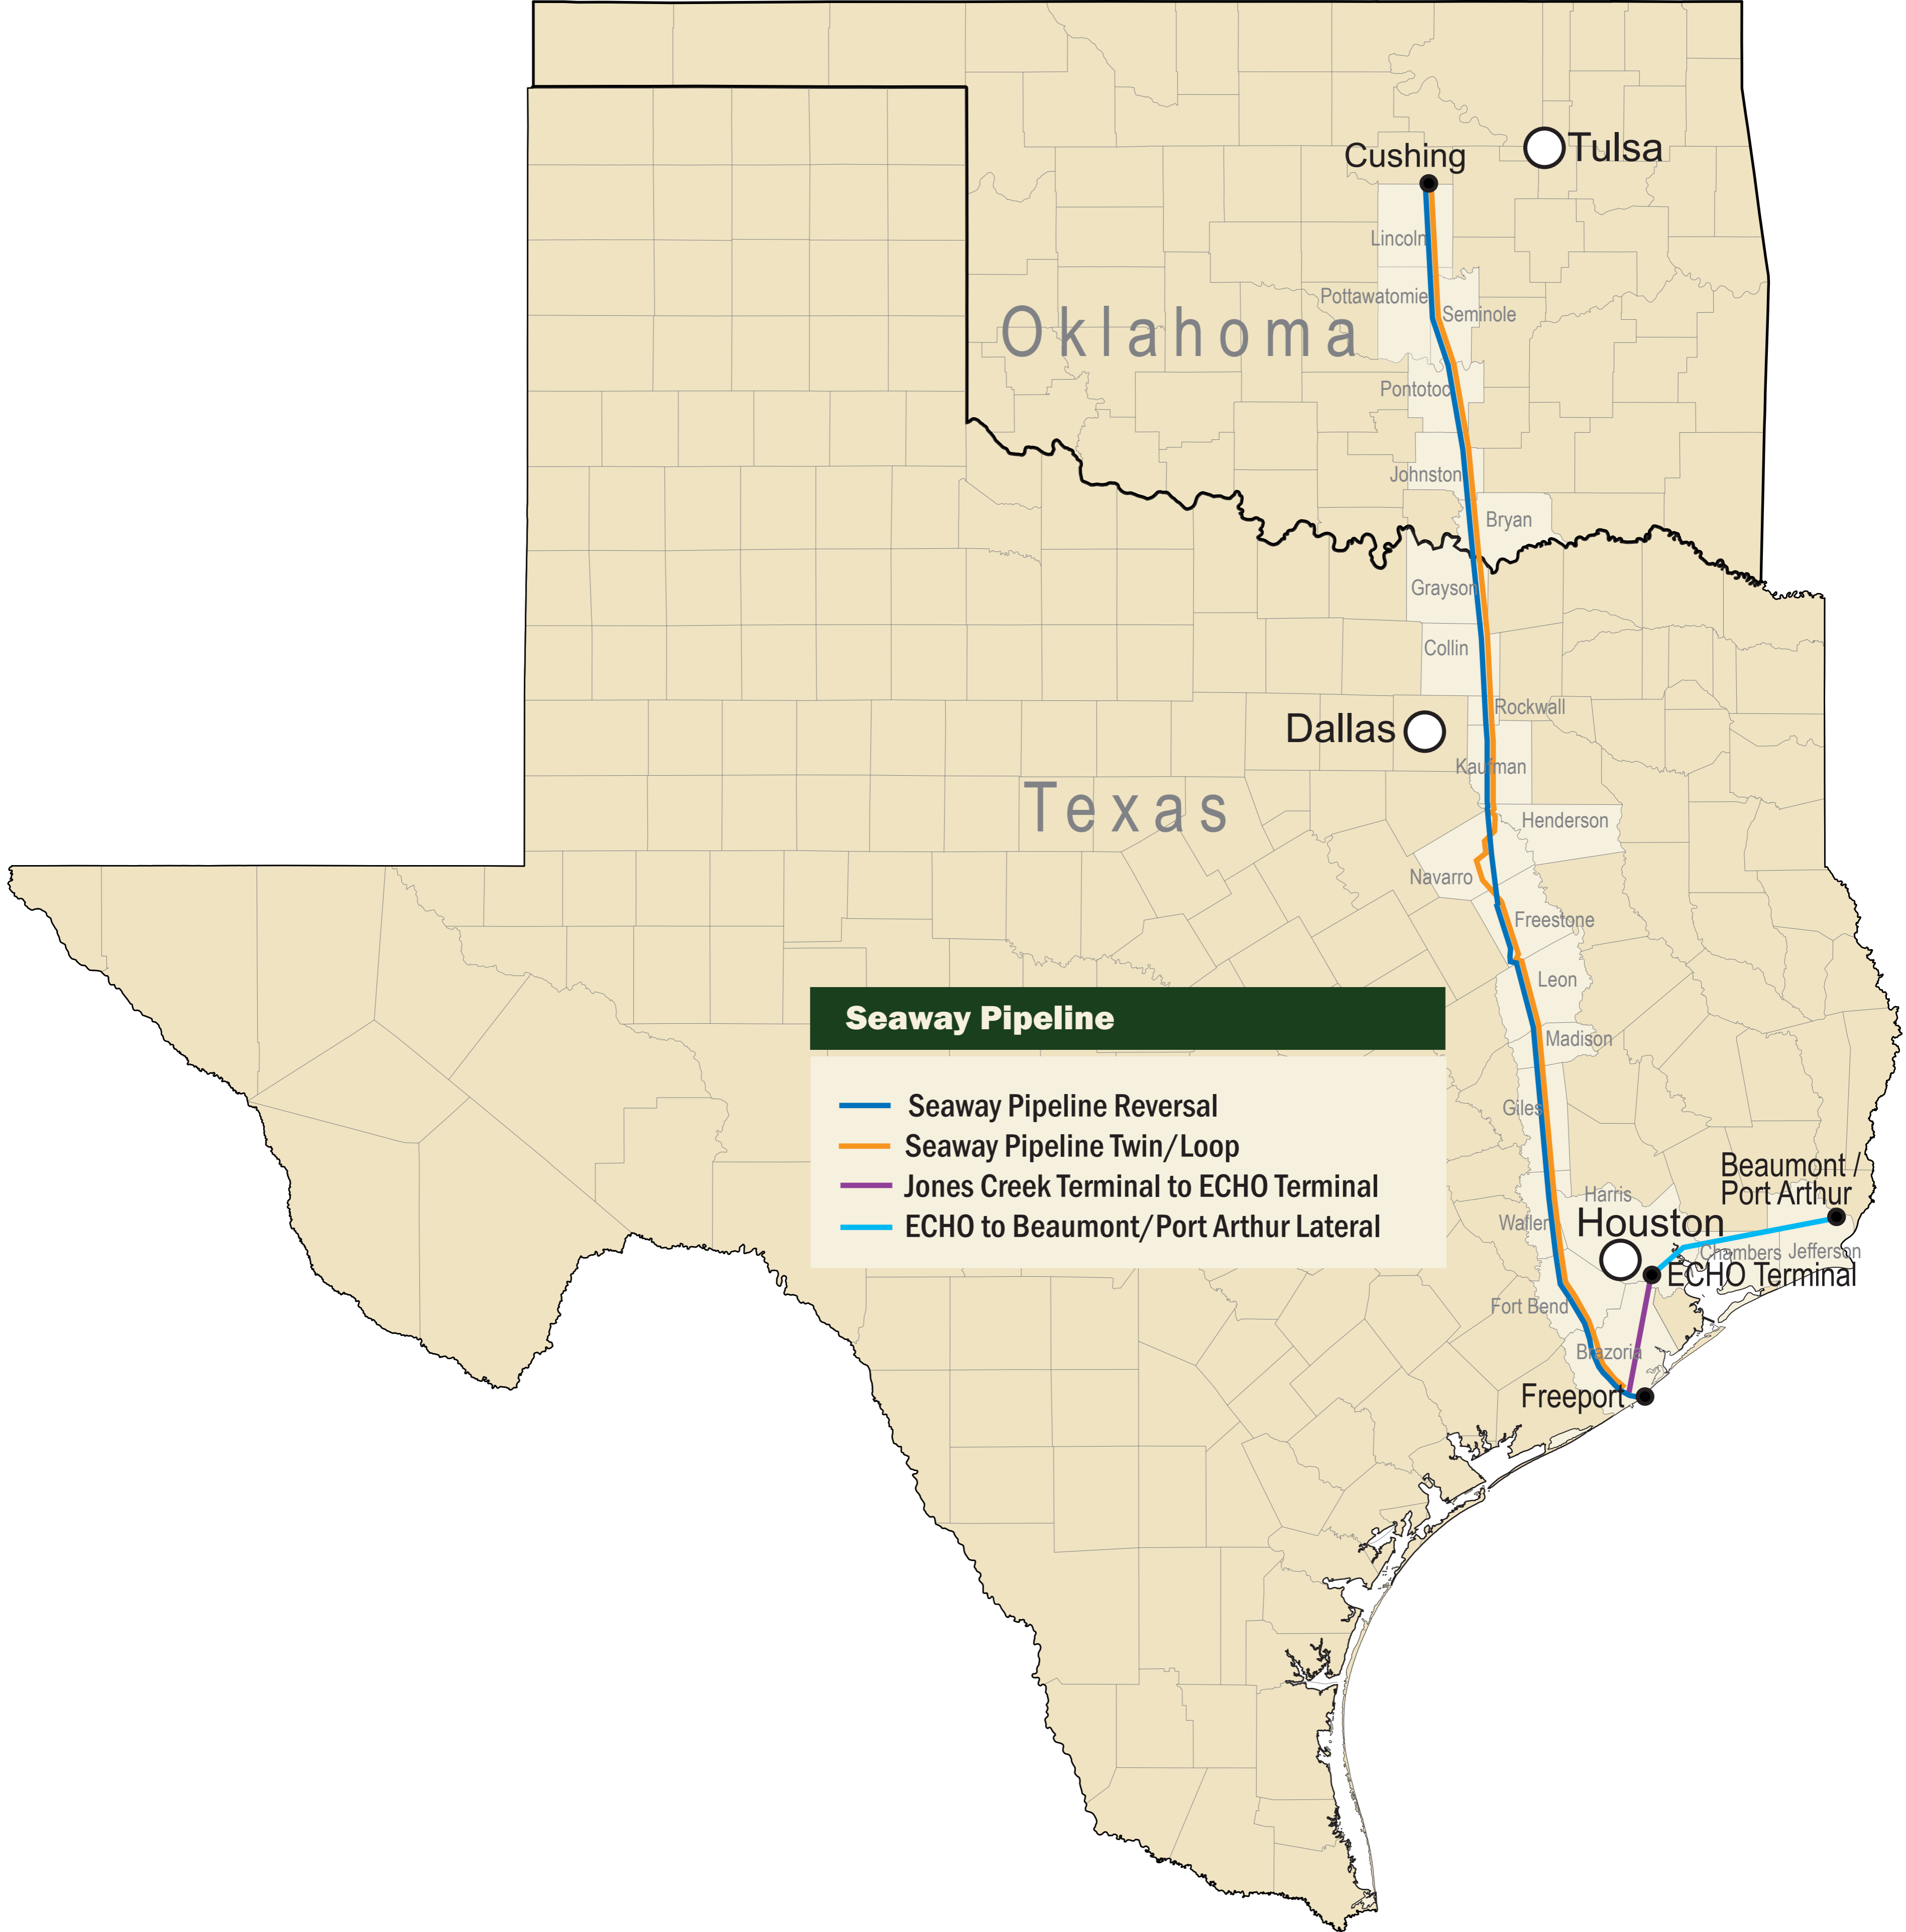 Tulsa
Cushing
Lincoln
Pottawatomie
Seminole
Oklahoma
Pontotoc
Johnston
Bryan
Grayson
Collin
Rockwall
Dallas
Kaufman
Texas
Henderson
Navarro
Freestone
Leon
Seaway Pipeline
Madison
Seaway Pipeline Reversal
Seaway Pipeline Twin/Loop
Jones Creek Terminal to ECHO Terminal
ECHO to Beaumont/Port Arthur Lateral
Giles
Beaumont /
Port Arthur
Harris
Waller
Houston
Chambers
Jefferson
ECHO Terminal
Fort Bend
Brazoria
Freeport